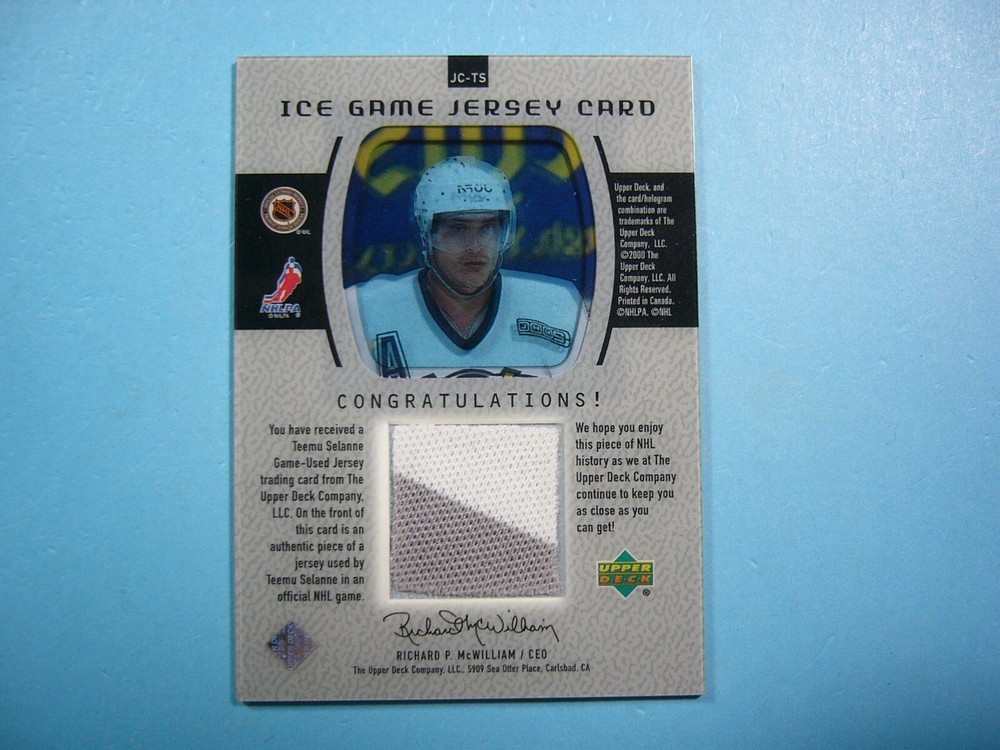 JC-TS
ICE GAME JERSEY CARD
Upper Deck, and
the card/hologram
combination are
trademarks of The
Upper Deck
Company, LLC.
©2000 The
Upper Deck
Company, LLC. All
Rights Reserved.
Printed in Canada.
©NHLPA. ©NHL
©NHL
NHLPA
©NHLPA
A
CONGRATULATIONS!
You have received a
Teemu Selanne
Game-Used Jersey
trading card from The
Upper Deck Company,
LLC. On the front of
this card is an
authentic piece of a
jersey used by
Teemu Selanne in an
official NHL game.
We hope you enjoy
this piece of NHL
history as we at The
Upper Deck Company
continue to keep you
as close as you
can get!
UPPER
DECK
®
Richard McWilliam
RICHARD P. McWILLIAM / CEO
The Upper Deck Company, LLC., 5909 Sea Otter Place, Carlsbad, CA